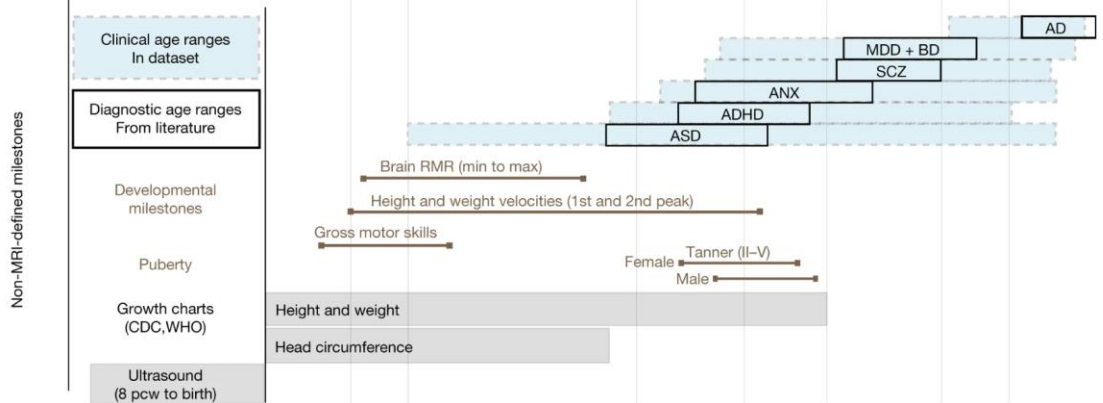 Non-MRI-defined milestones
Clinical age ranges
In dataset
Diagnostic age ranges
From literature
AD
MDD + BD
SCZ
ANX
ADHD
ASD
Developmental
milestones
Brain RMR (min to max)
Height and weight velocities (1st and 2nd peak)
Gross motor skills
Puberty
Tanner (II–V)
Female
Male
Growth charts
(CDC,WHO)
Height and weight
Head circumference
Ultrasound
(8 pcw to birth)